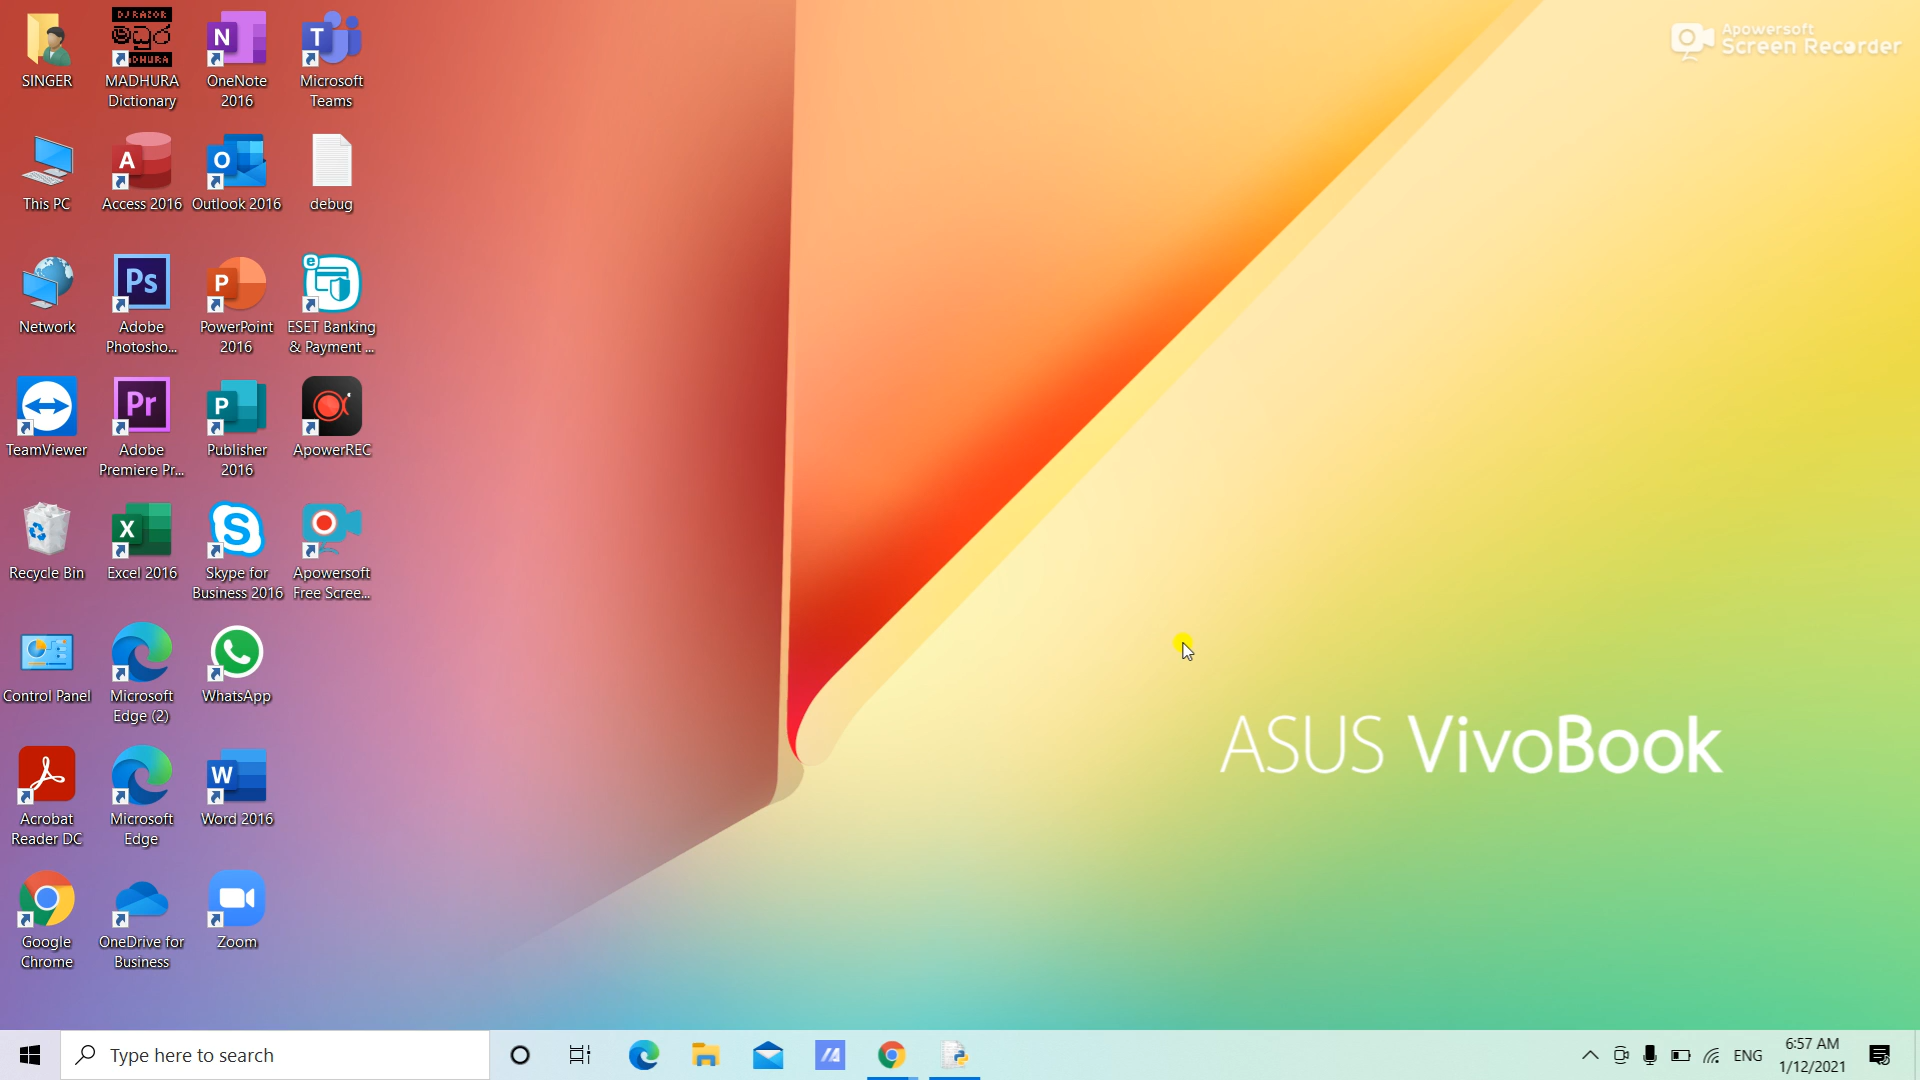 SINGER
DJ RAZOR
මධුර
MADHURA
Dictionary
OneNote
2016
Microsoft
Teams
This PC
Access 2016
Outlook 2016
debug
Network
Adobe
Photosho...
PowerPoint
2016
ESET Banking
& Payment ...
TeamViewer
Adobe
Premiere Pr...
Publisher
2016
ApowerREC
Recycle Bin
Excel 2016
Skype for
Business 2016
Apowersoft
Free Scree...
Control Panel
Microsoft
Edge (2)
WhatsApp
Acrobat
Reader DC
Microsoft
Edge
Word 2016
Google
Chrome
OneDrive for
Business
Zoom
Apowersoft
Screen Recorder
ASUS VivoBook
Type here to search
ENG
6:57 AM
1/12/2021